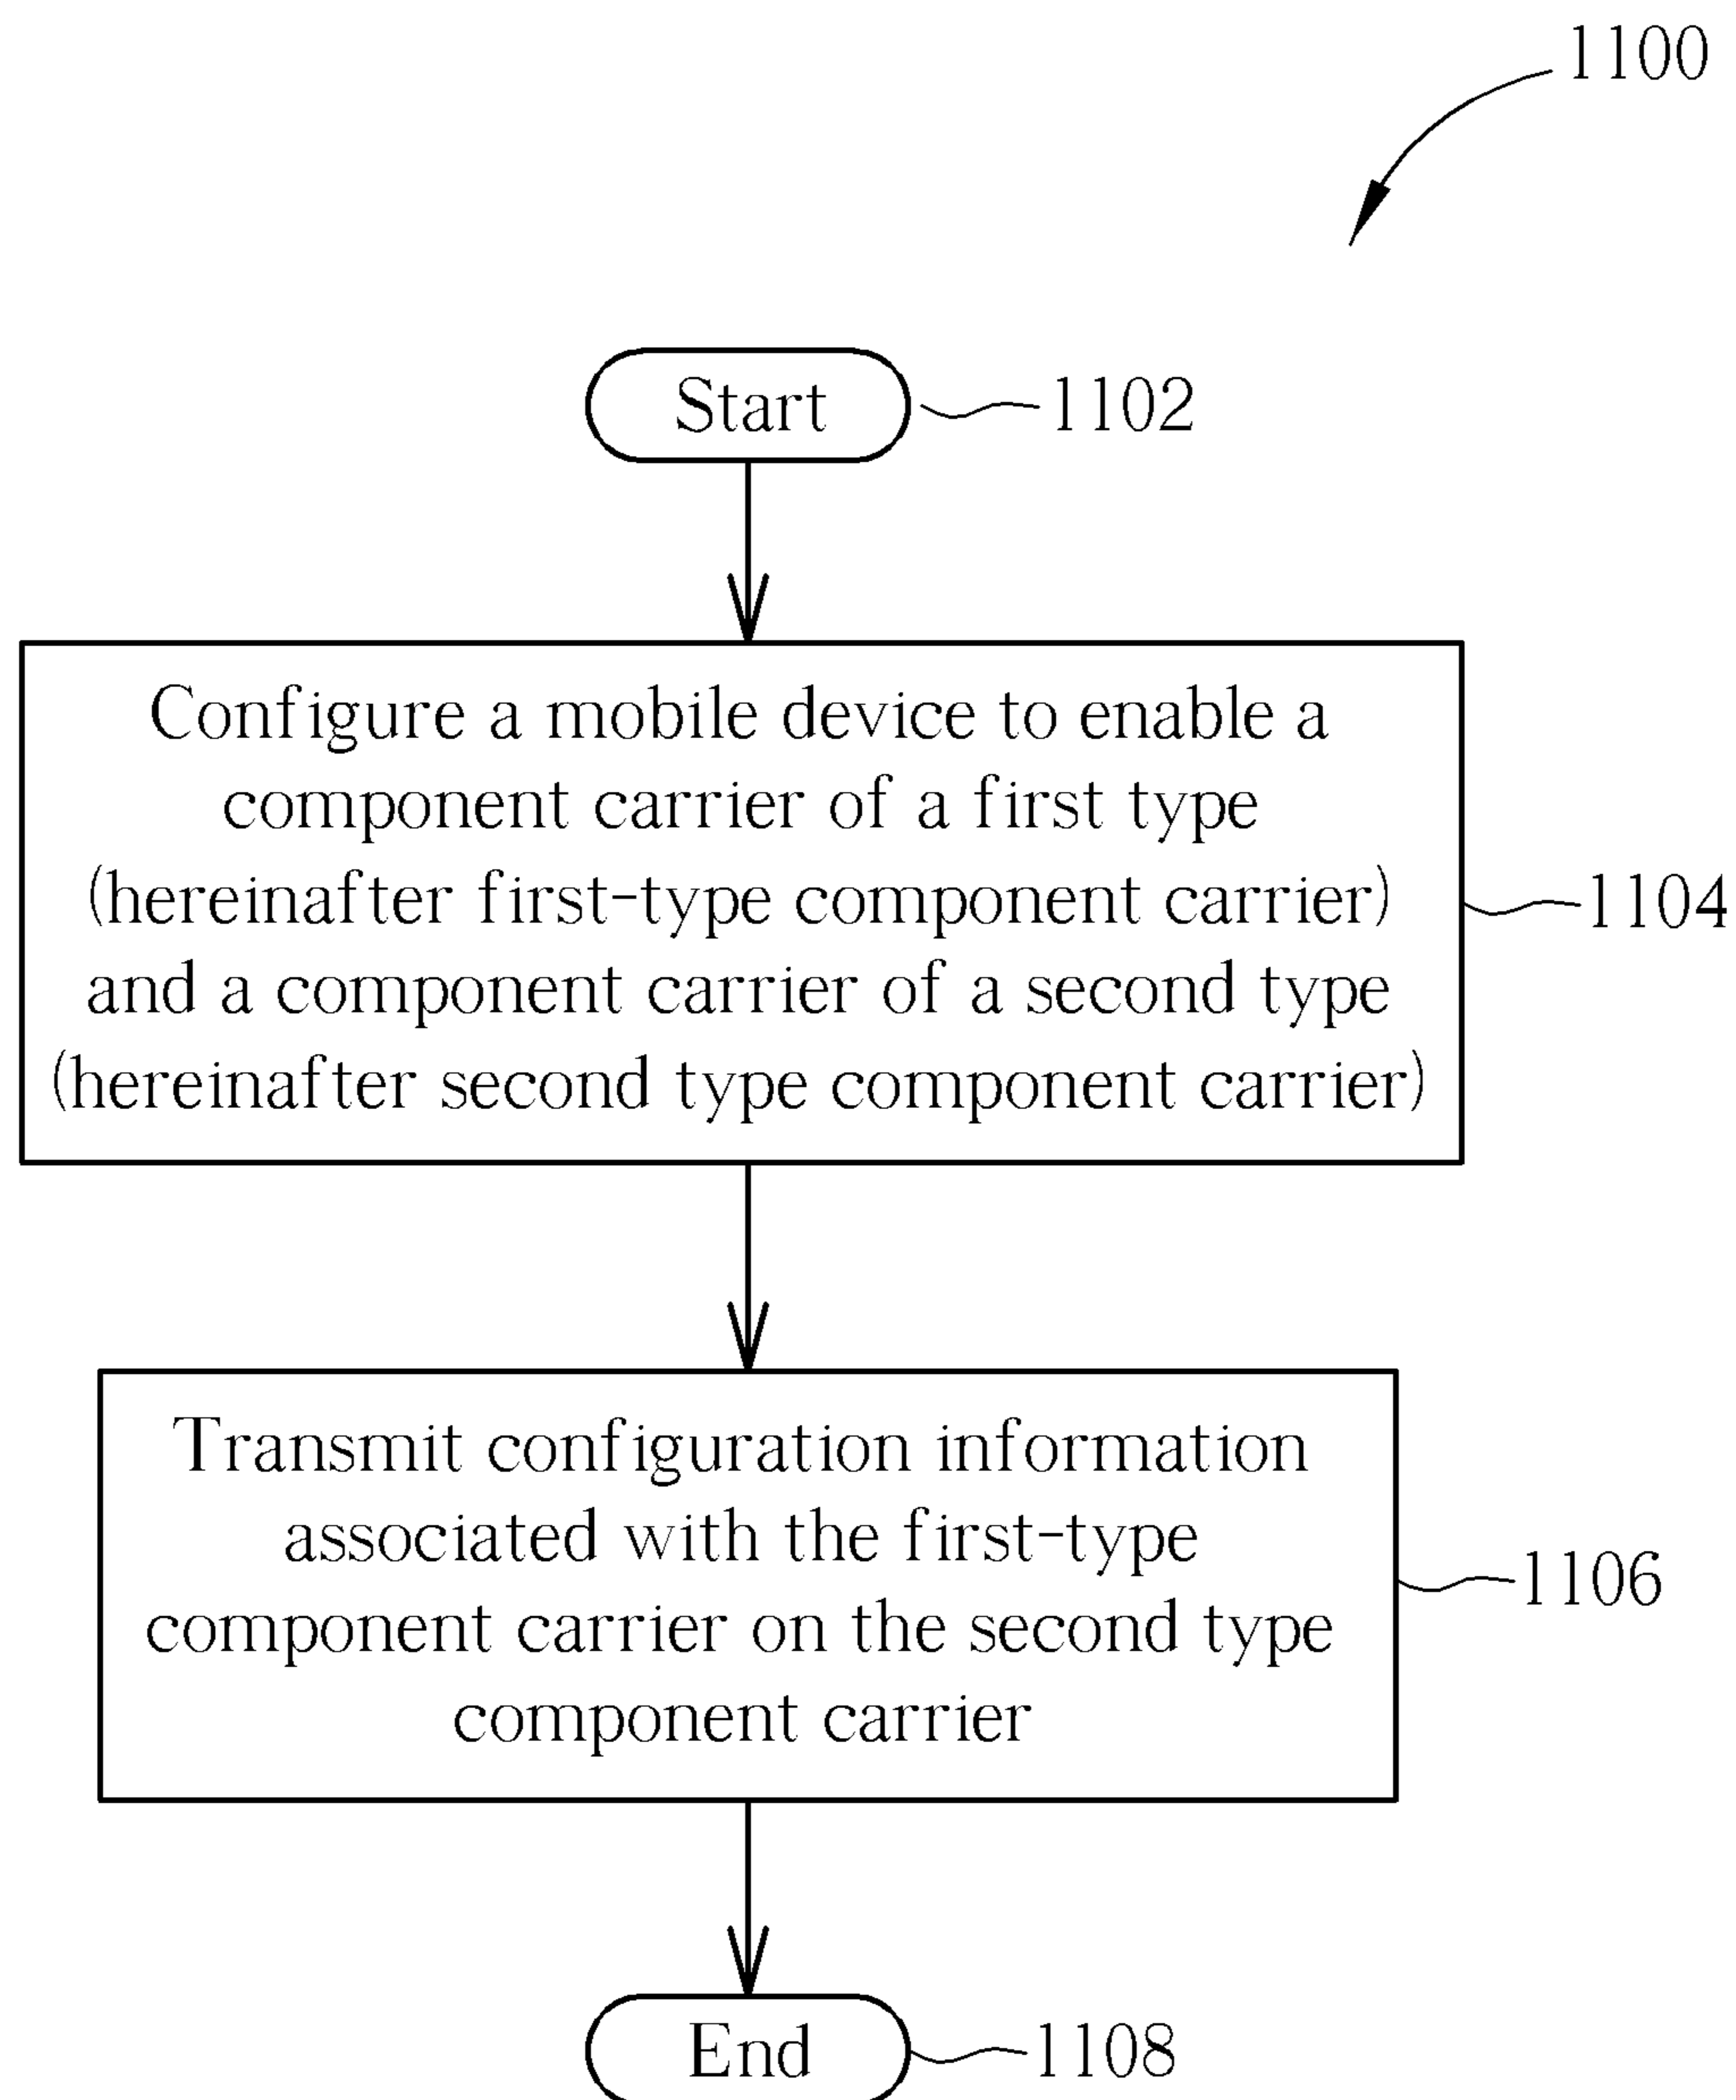 1100
Start
1102
Configure a mobile device to enable a
component carrier of a first type
(hereinafter first-type component carrier)
and a component carrier of a second type
(hereinafter second type component carrier)
1104
Transmit configuration information
associated with the first-type
component carrier on the second type
component carrier
1106
End
1108